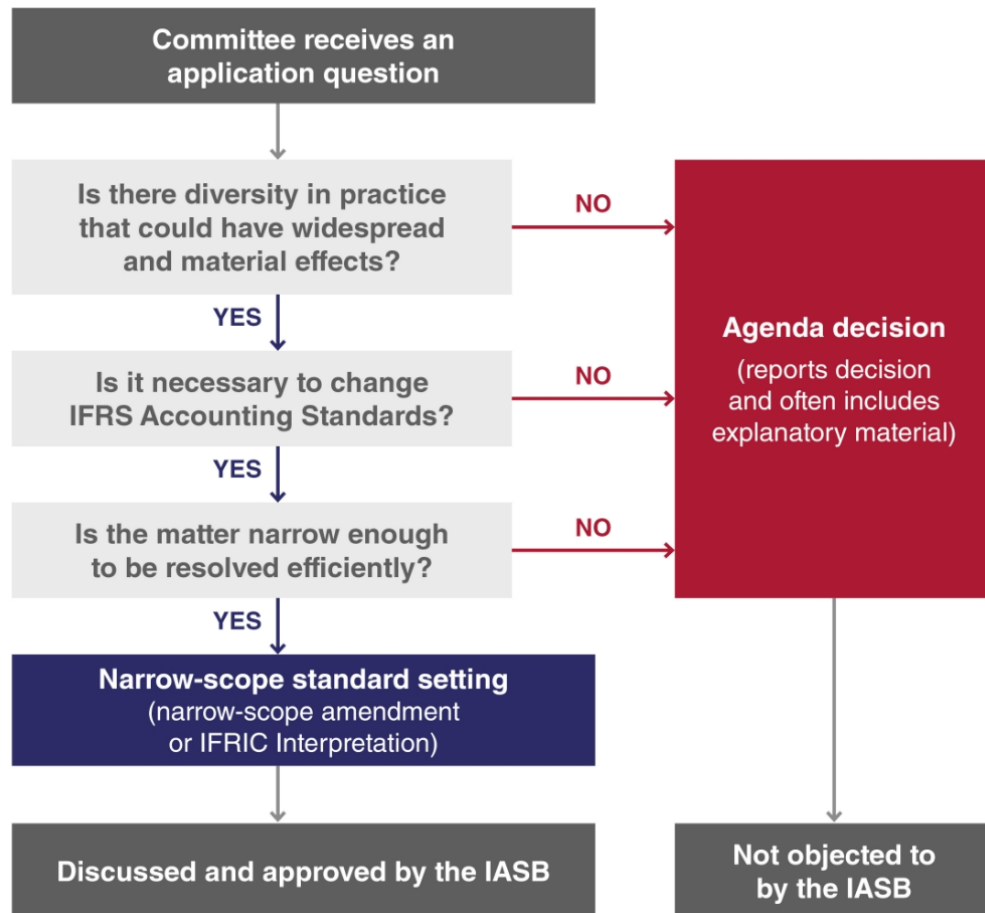 Committee receives an
application question
Is there diversity in practice
that could have widespread
and material effects?
NO
YES
Is it necessary to change
IFRS Accounting Standards?
NO
YES
Is the matter narrow enough
to be resolved efficiently?
NO
YES
Agenda decision
(reports decision
and often includes
explanatory material)
Narrow-scope standard setting
(narrow-scope amendment
or IFRIC Interpretation)
Discussed and approved by the IASB
Not objected to
by the IASB